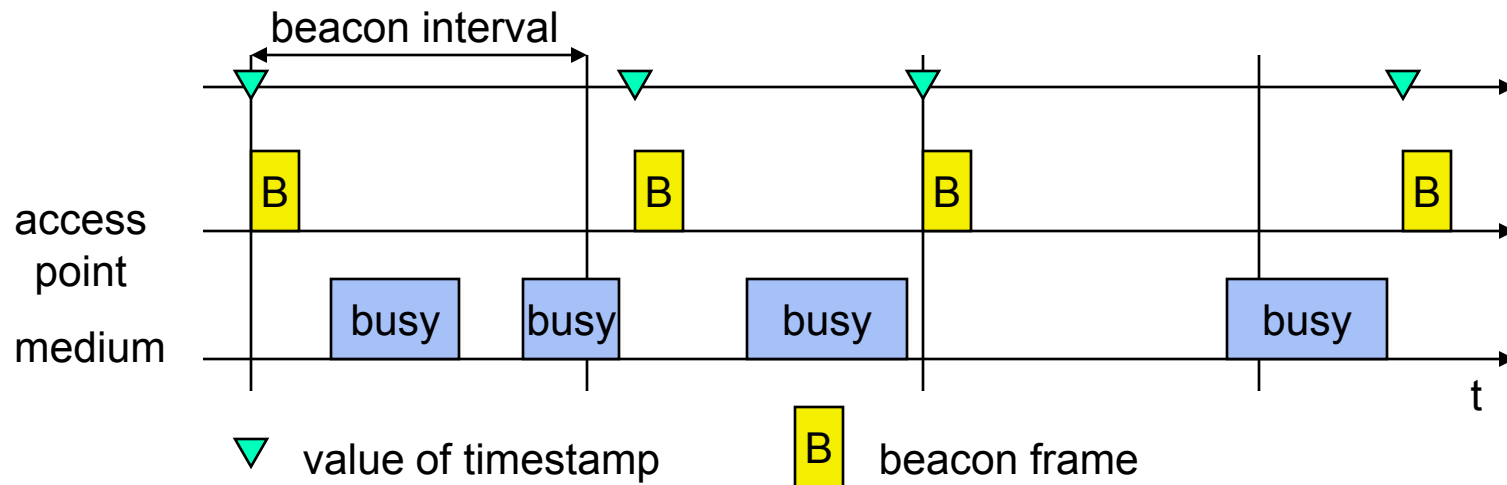 beacon interval
B B B B
access
point
busy busy busy busy
medium
t
value of timestamp B beacon frame